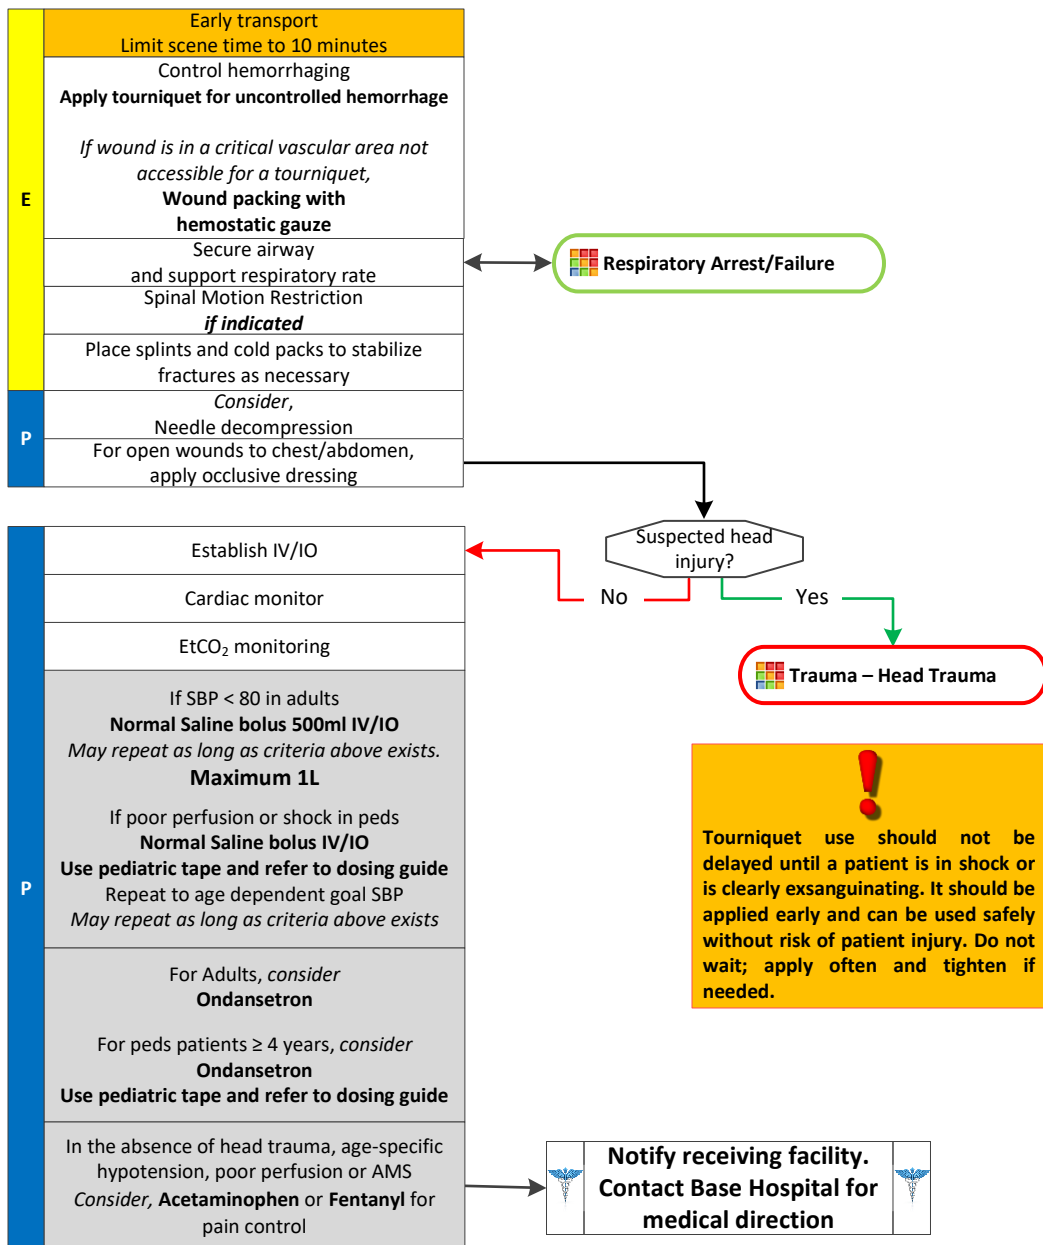 Early transport
Limit scene time to 10 minutes
E
Control hemorrhaging
Apply tourniquet for uncontrolled hemorrhage
If wound is in a critical vascular area not
accessible for a tourniquet,
Wound packing with
hemostatic gauze
Secure airway
and support respiratory rate
Respiratory Arrest/Failure
Spinal Motion Restriction
if indicated
Place splints and cold packs to stabilize
fractures as necessary
P
Consider,
Needle decompression
For open wounds to chest/abdomen,
apply occlusive dressing
Suspected head
injury?
No
Yes
Trauma – Head Trauma
P
Establish IV/IO
Cardiac monitor
EtCO₂ monitoring
If SBP < 80 in adults
Normal Saline bolus 500ml IV/IO
May repeat as long as criteria above exists.
Maximum 1L
If poor perfusion or shock in peds
Normal Saline bolus IV/IO
Use pediatric tape and refer to dosing guide
Repeat to age dependent goal SBP
May repeat as long as criteria above exists
Tourniquet use should not be
delayed until a patient is in shock or
is clearly exsanguinating. It should be
applied early and can be used safely
without risk of patient injury. Do not
wait; apply often and tighten if
needed.
For Adults, consider
Ondansetron
For peds patients ≥ 4 years, consider
Ondansetron
Use pediatric tape and refer to dosing guide
In the absence of head trauma, age-specific
hypotension, poor perfusion or AMS
Consider, Acetaminophen or Fentanyl for
pain control
Notify receiving facility.
Contact Base Hospital for
medical direction